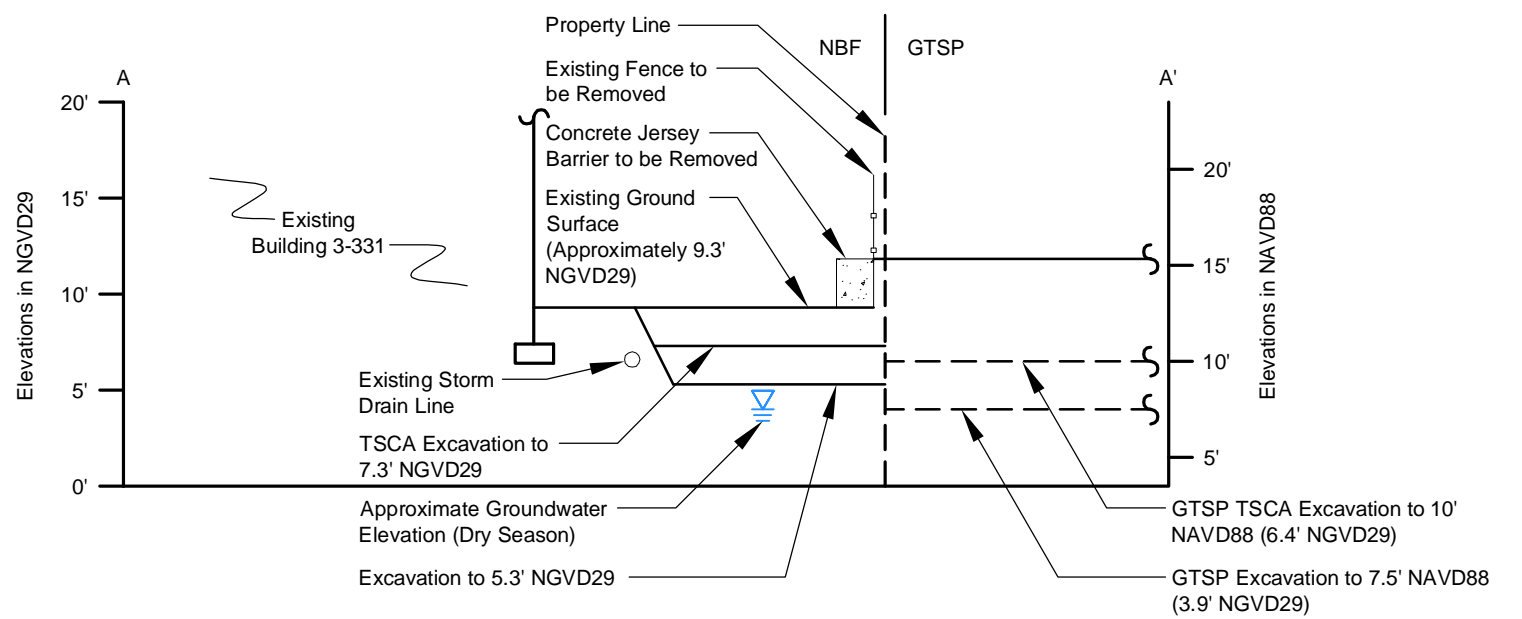 Property Line
NBF
GTSP
A
A'
Existing Fence to
be Removed
20'
15'
10'
5'
0'
Elevations in NGVD29
Concrete Jersey
Barrier to be Removed
Existing Ground
Surface
(Approximately 9.3'
NGVD29)
Existing
Building 3-331
20'
15'
10'
5'
Elevations in NAVD88
Existing Storm
Drain Line
TSCA Excavation to
7.3' NGVD29
Approximate Groundwater
Elevation (Dry Season)
Excavation to 5.3' NGVD29
GTSP TSCA Excavation to 10'
NAVD88 (6.4' NGVD29)
GTSP Excavation to 7.5' NAVD88
(3.9' NGVD29)